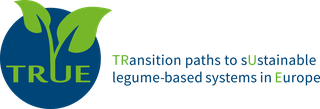 TRUE
TRansition paths to sUstainable
legume-based systems in Europe